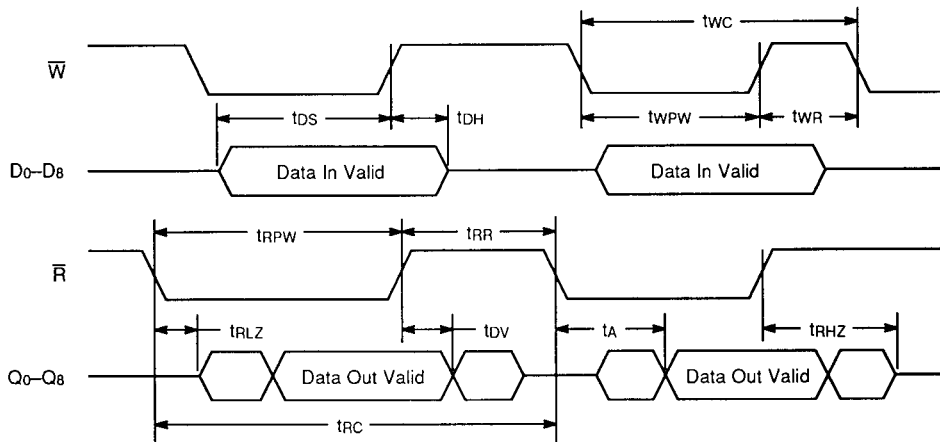 tWC
W̅
tDS tDH tWPW tWR
D0–D8 Data In Valid Data In Valid
tRPW tRR
R̅
tRLZ tDV tA tRHZ
Q0–Q8 Data Out Valid Data Out Valid
tRC